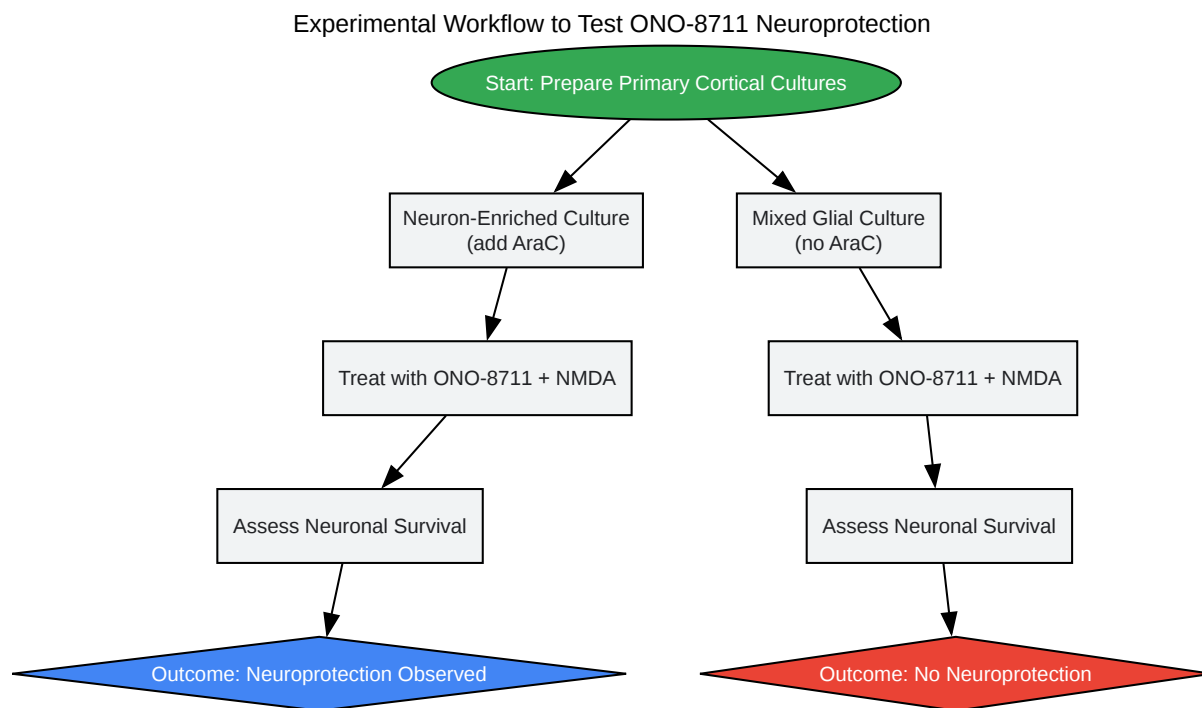 Experimental Workflow to Test ONO-8711 Neuroprotection
Start: Prepare Primary Cortical Cultures
Neuron-Enriched Culture
(add AraC)
Mixed Glial Culture
(no AraC)
Treat with ONO-8711 + NMDA
Treat with ONO-8711 + NMDA
Assess Neuronal Survival
Assess Neuronal Survival
Outcome: Neuroprotection Observed
Outcome: No Neuroprotection